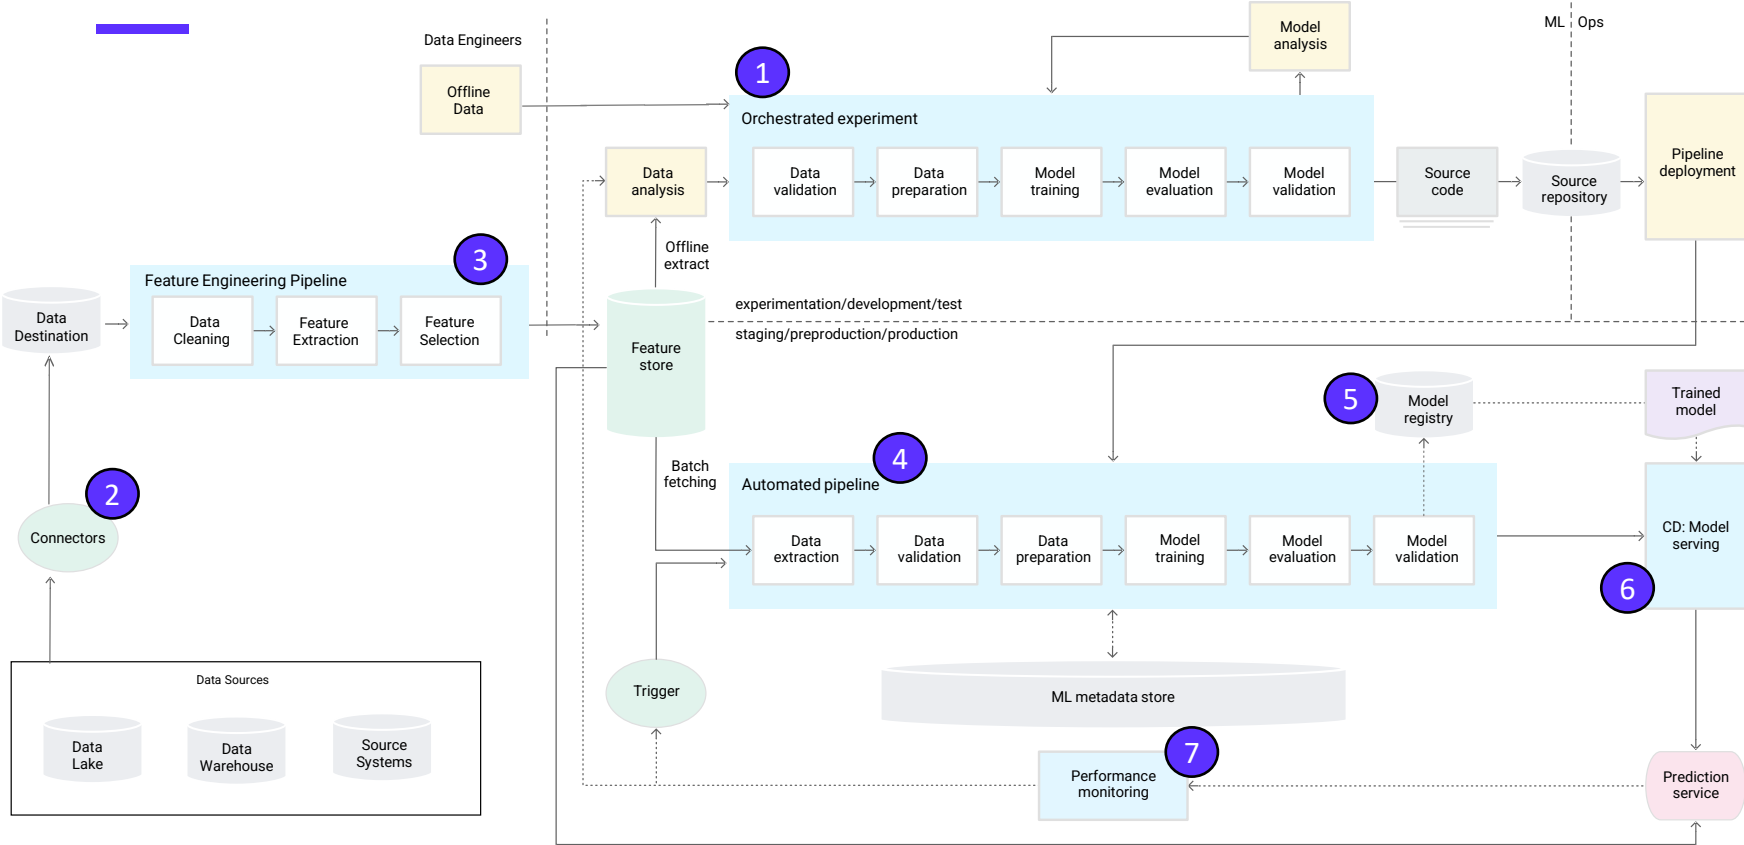 Data Engineers
Offline
Data
1
Model
analysis
ML
Ops
Orchestrated experiment
Data
analysis
Data
validation
Data
preparation
Model
training
Model
evaluation
Model
validation
Source
code
Source
repository
Pipeline
deployment
Offline
extract
3
Feature Engineering Pipeline
Data
Destination
Data
Cleaning
Feature
Extraction
Feature
Selection
Feature
store
experimentation/development/test
staging/preproduction/production
5
Model
registry
Trained
model
2
Connectors
Batch
fetching
4
Automated pipeline
Data
extraction
Data
validation
Data
preparation
Model
training
Model
evaluation
Model
validation
CD: Model
serving
6
Data Sources
Data
Lake
Data
Warehouse
Source
Systems
Trigger
ML metadata store
7
Performance
monitoring
Prediction
service